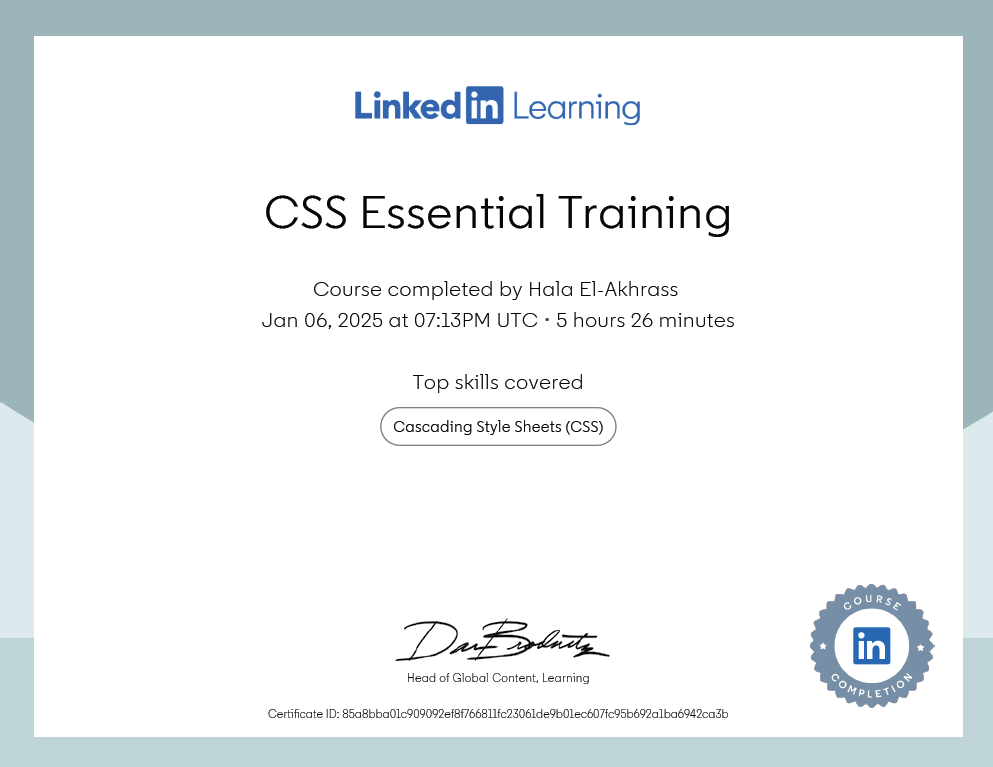 Linked in Learning
CSS Essential Training
Course completed by Hala El-Akhrass
Jan 06, 2025 at 07:13PM UTC • 5 hours 26 minutes
Top skills covered
Cascading Style Sheets (CSS)
Dan Brodnitz
Head of Global Content, Learning
Certificate ID: 85a8bba01c909092ef8f766811fc23061de9b01ec607fc95b692a1ba6942ca3b
COURSE
in
COMPLETION